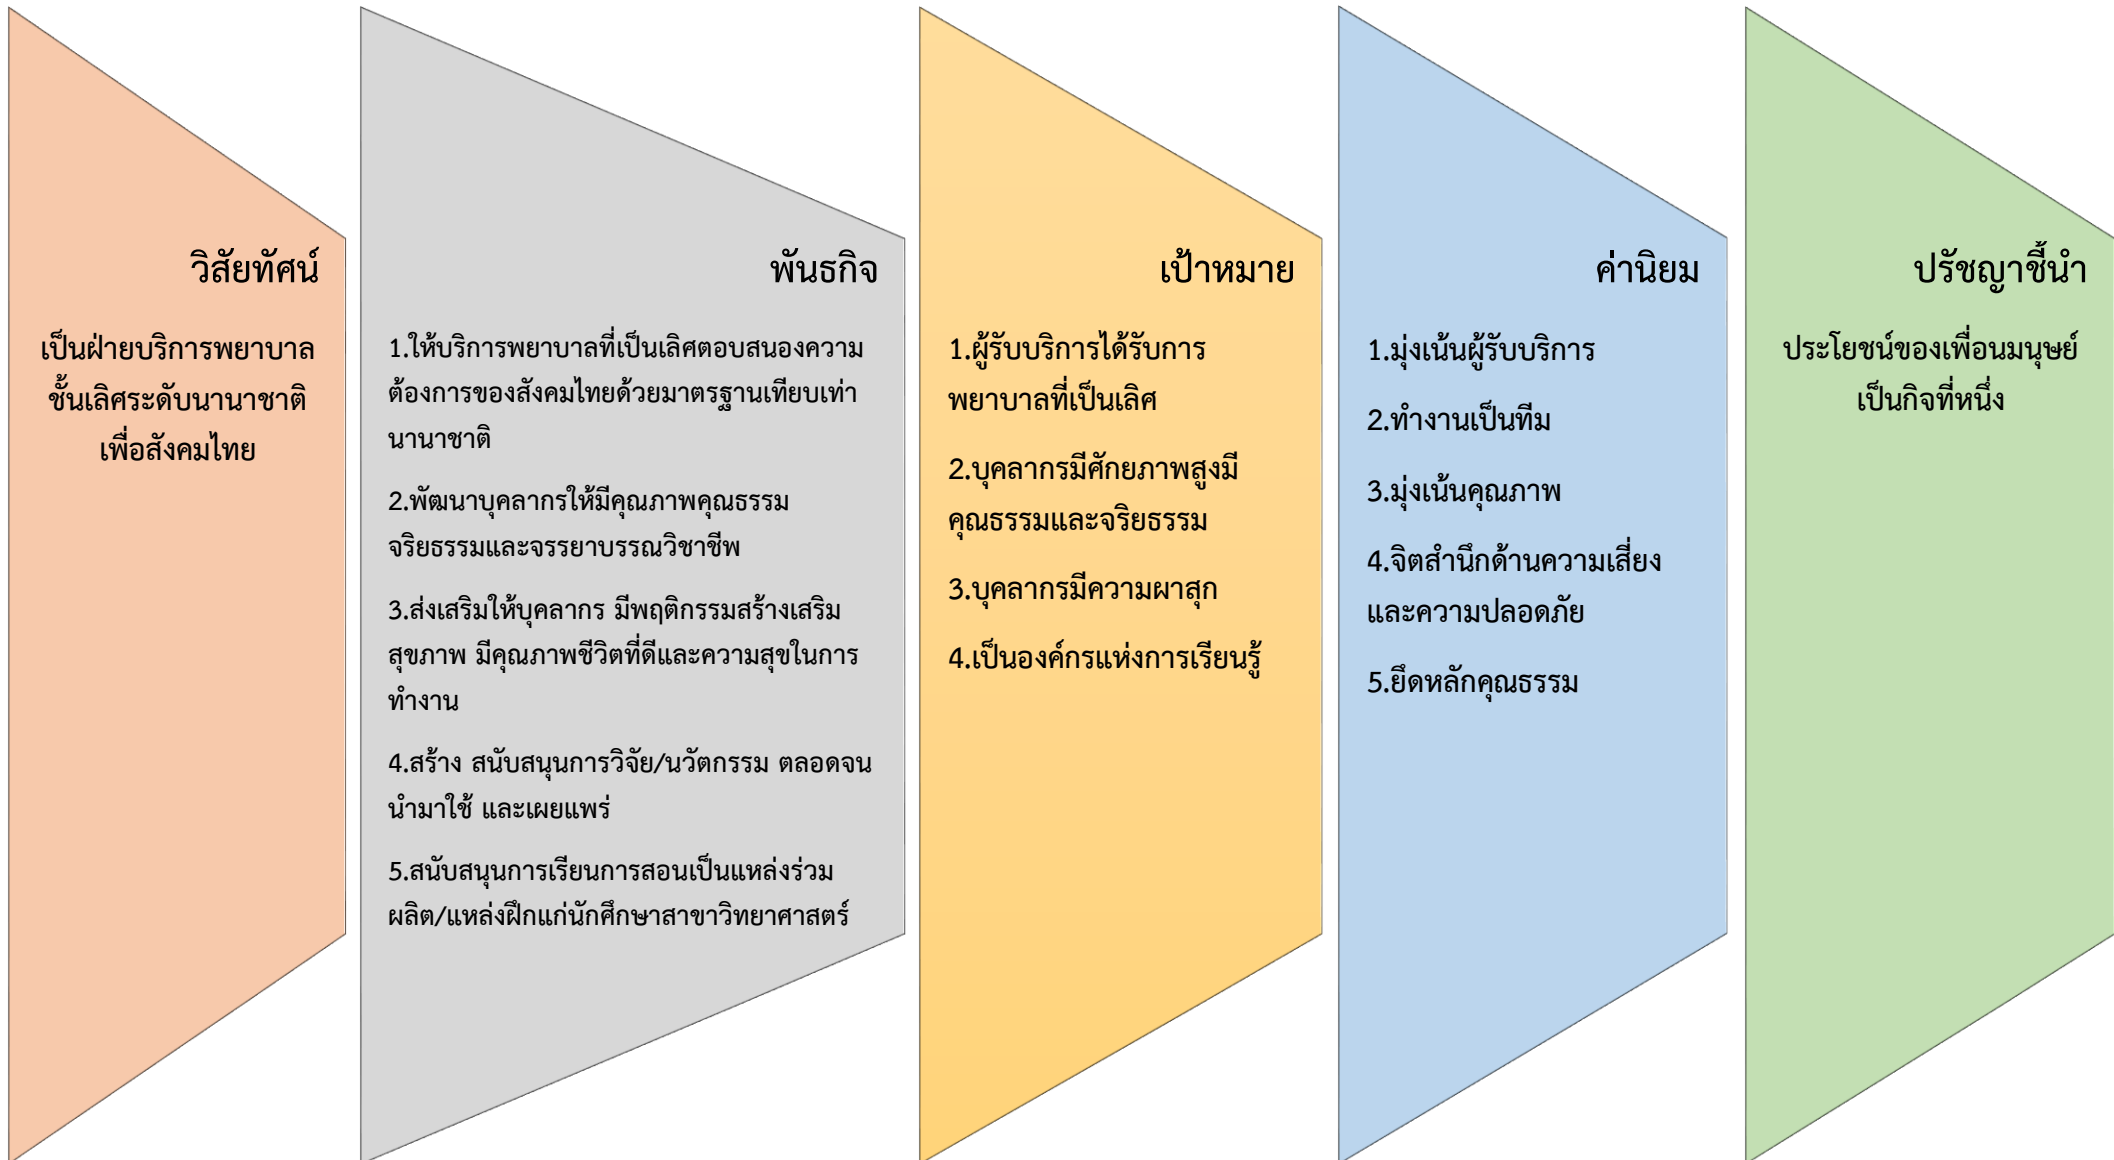 วิสัยทัศน์
เป็นฝ่ายบริการพยาบาล
ชั้นเลิศระดับนานาชาติ
เพื่อสังคมไทย
พันธกิจ
1.ให้บริการพยาบาลที่เป็นเลิศตอบสนองความ
ต้องการของสังคมไทยด้วยมาตรฐานเทียบเท่า
นานาชาติ
2.พัฒนาบุคลากรให้มีคุณภาพคุณธรรม
จริยธรรมและจรรยาบรรณวิชาชีพ
3.ส่งเสริมให้บุคลากร มีพฤติกรรมสร้างเสริม
สุขภาพ มีคุณภาพชีวิตที่ดีและความสุขในการ
ทำงาน
4.สร้าง สนับสนุนการวิจัย/นวัตกรรม ตลอดจน
นำมาใช้ และเผยแพร่
5.สนับสนุนการเรียนการสอนเป็นแหล่งร่วม
ผลิต/แหล่งฝึกแก่นักศึกษาสาขาวิทยาศาสตร์
เป้าหมาย
1.ผู้รับบริการได้รับการ
พยาบาลที่เป็นเลิศ
2.บุคลากรมีศักยภาพสูงมี
คุณธรรมและจริยธรรม
3.บุคลากรมีความผาสุก
4.เป็นองค์กรแห่งการเรียนรู้
ค่านิยม
1.มุ่งเน้นผู้รับบริการ
2.ทำงานเป็นทีม
3.มุ่งเน้นคุณภาพ
4.จิตสำนึกด้านความเสี่ยง
และความปลอดภัย
5.ยึดหลักคุณธรรม
ปรัชญาชี้นำ
ประโยชน์ของเพื่อนมนุษย์
เป็นกิจที่หนึ่ง